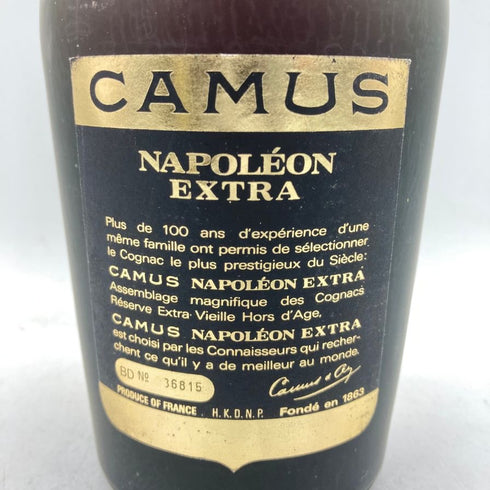 CAMUS
NAPOLÉON
EXTRA
Plus de 100 ans d'expérience d'une
même famille ont permis de sélectionner
le Cognac le plus prestigieux du Siècle:
CAMUS NAPOLÉON EXTRA
Assemblage magnifique des Cognacs
Réserve Extra-Vieille Hors d'Age.
CAMUS NAPOLÉON EXTRA
est choisi par les Connaisseurs qui recher-
chent ce qu'il y a de meilleur au monde.
BD Nº 36815
Camus & Co
PRODUCE OF FRANCE H.K.D.N.P. Fondé en 1863